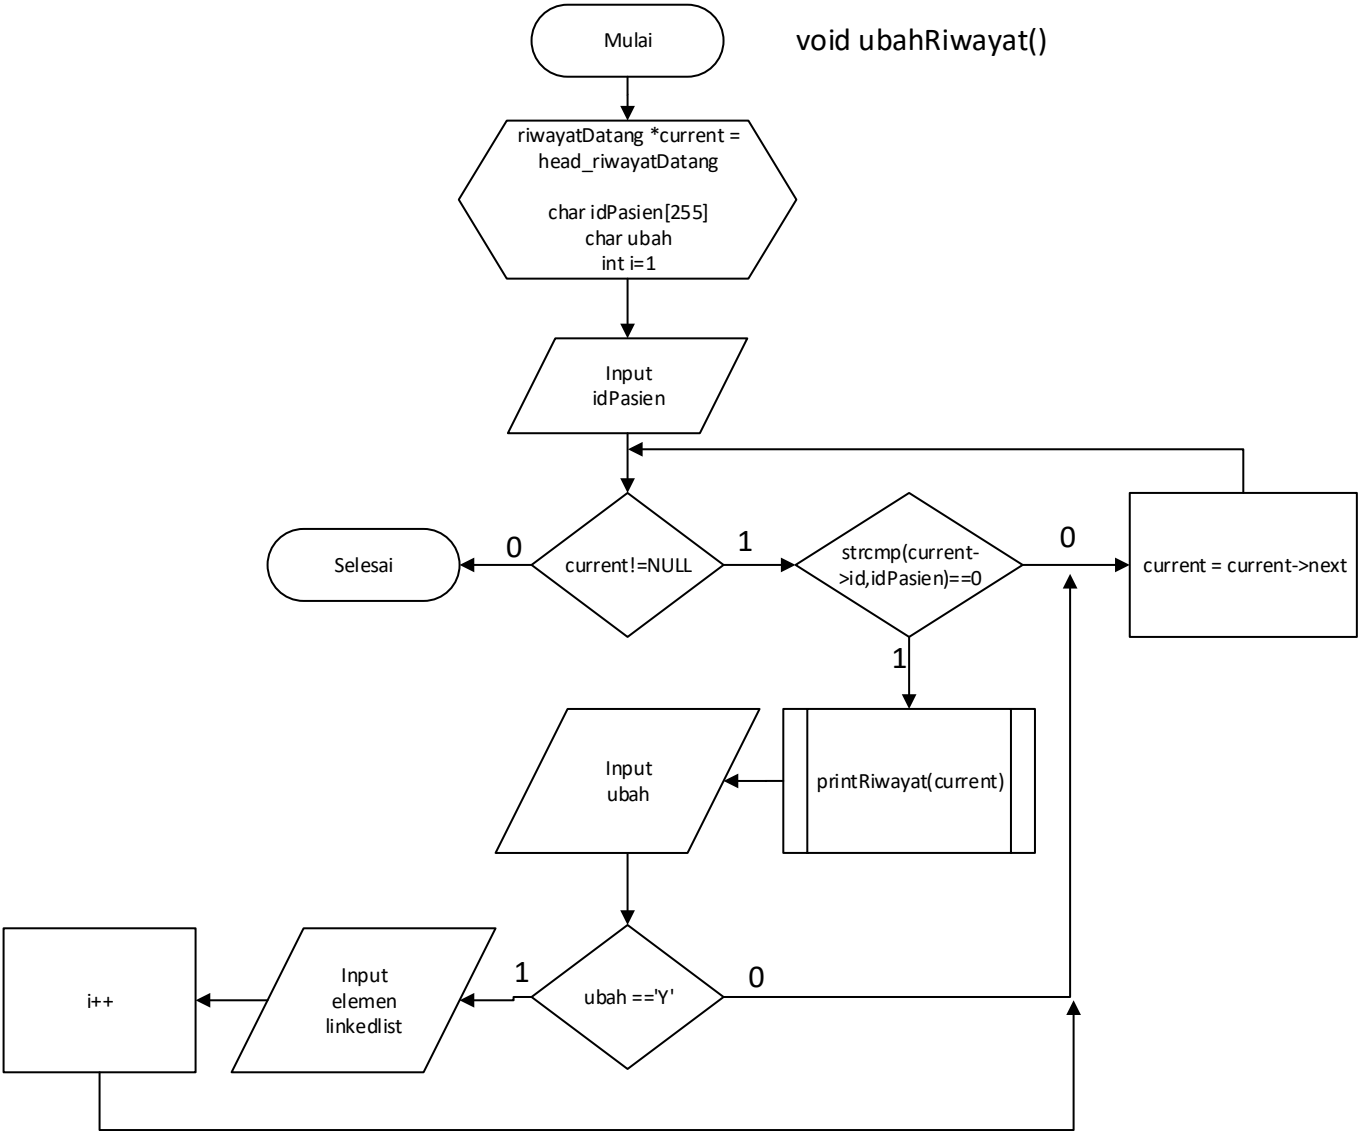 Mulai
void ubahRiwayat()
riwayatDatang *current =
head_riwayatDatang
char idPasien[255]
char ubah
int i=1
Input
idPasien
Selesai
0
current!=NULL
1
strcmp(current-
>id,idPasien)==0
0
current = current->next
1
Input
ubah
printRiwayat(current)
i++
Input
elemen
linkedlist
1
ubah =='Y'
0